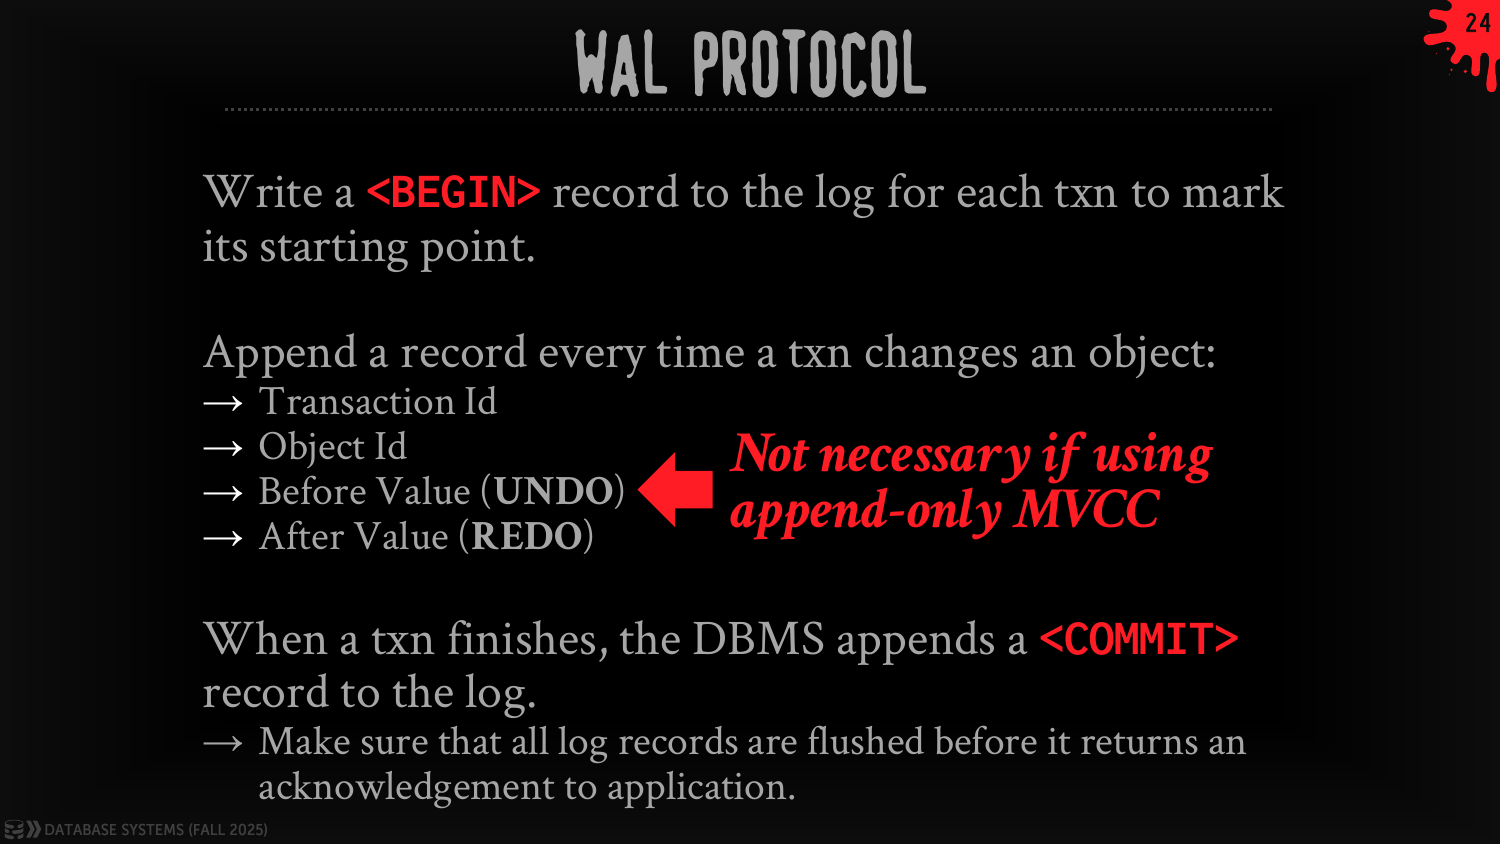 24
WAL PROTOCOL
Write a <BEGIN> record to the log for each txn to mark
its starting point.
Append a record every time a txn changes an object:
→ Transaction Id
→ Object Id
→ Before Value (UNDO)
→ After Value (REDO)
Not necessary if using
append-only MVCC
When a txn finishes, the DBMS appends a <COMMIT>
record to the log.
→ Make sure that all log records are flushed before it returns an
acknowledgement to application.
DATABASE SYSTEMS (FALL 2025)